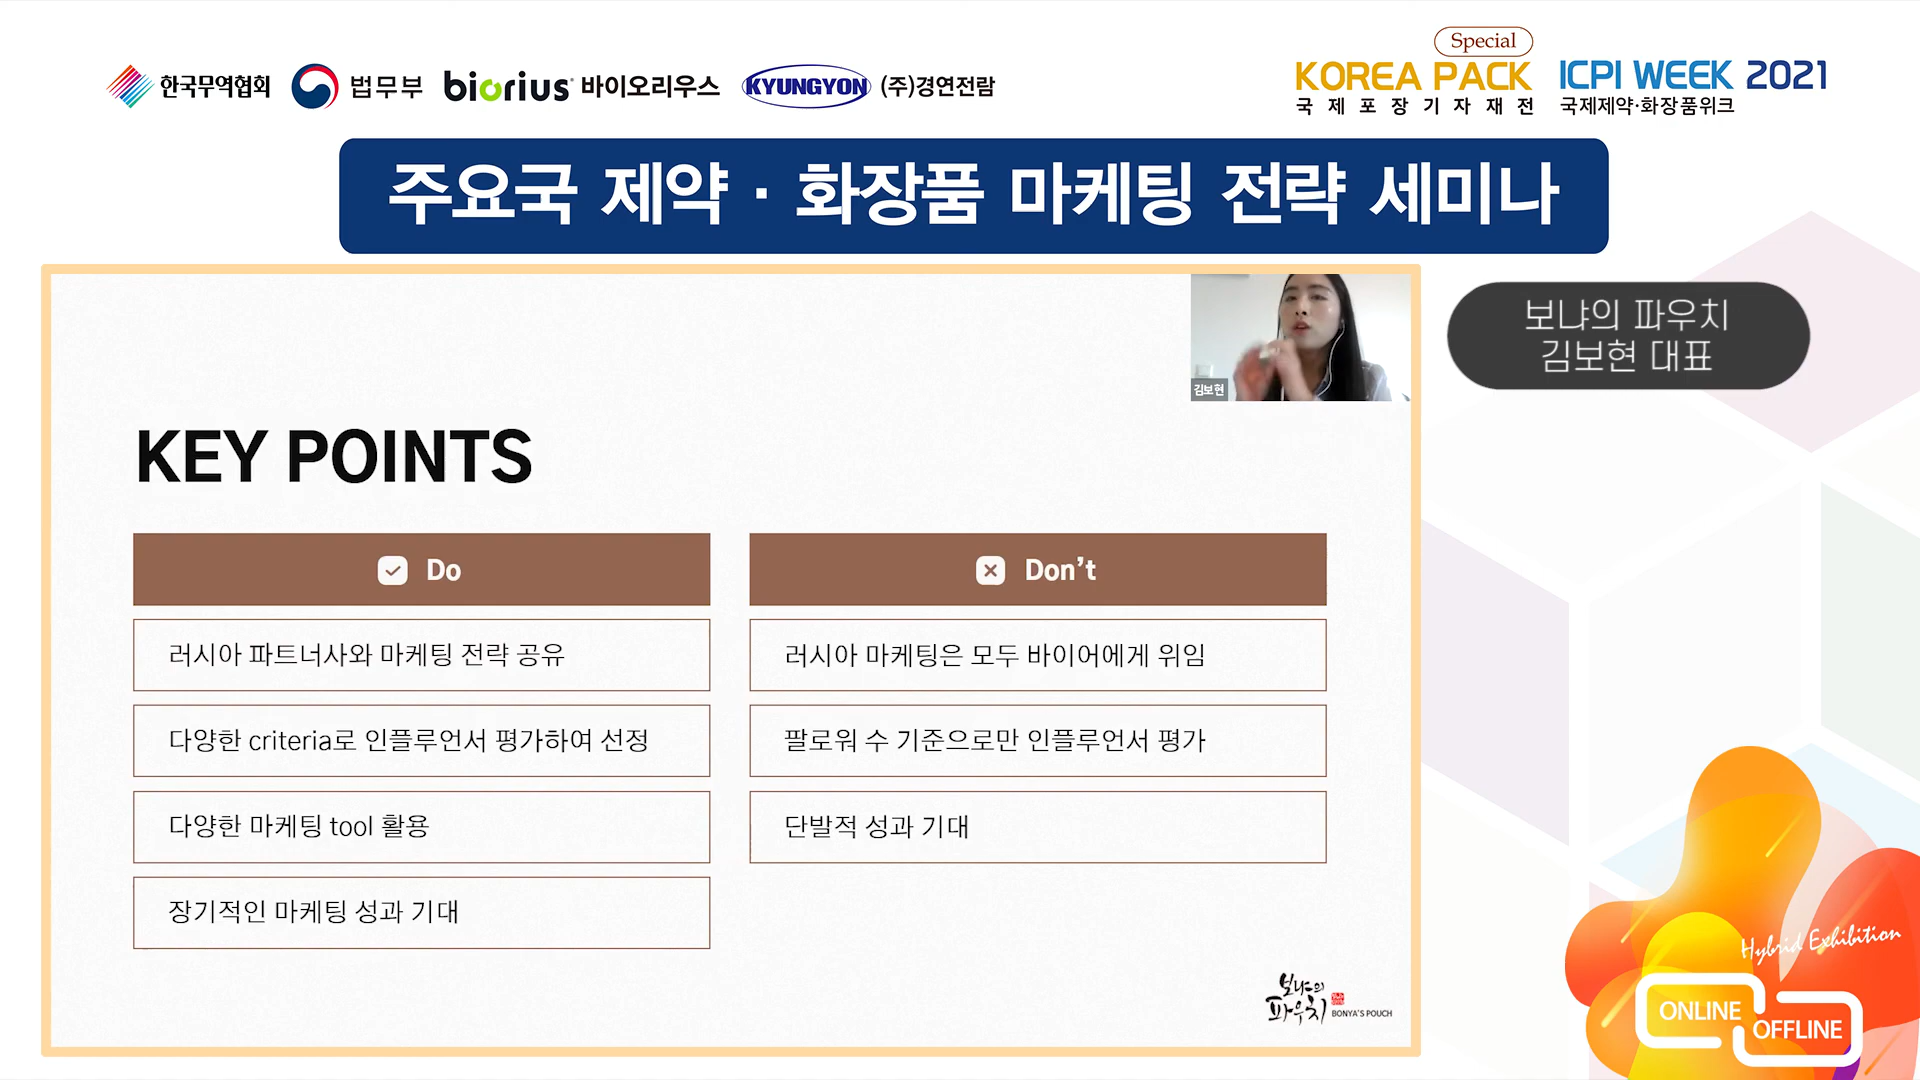 한국무역협회
법무부
biorius 바이오리우스
KYUNGYON (주)경연전람
Special
KOREA PACK
국제포장기자재전
ICPI WEEK 2021
국제제약·화장품위크
주요국 제약 · 화장품 마케팅 전략 세미나
보냐의 파우치
김보현 대표
김보현
KEY POINTS
Do
러시아 파트너사와 마케팅 전략 공유
다양한 criteria로 인플루언서 평가하여 선정
다양한 마케팅 tool 활용
장기적인 마케팅 성과 기대
Don't
러시아 마케팅은 모두 바이어에게 위임
팔로워 수 기준으로만 인플루언서 평가
단발적 성과 기대
보냐의
파우치
BONYA'S POUCH
Hybrid Exhibition
ONLINE
OFFLINE